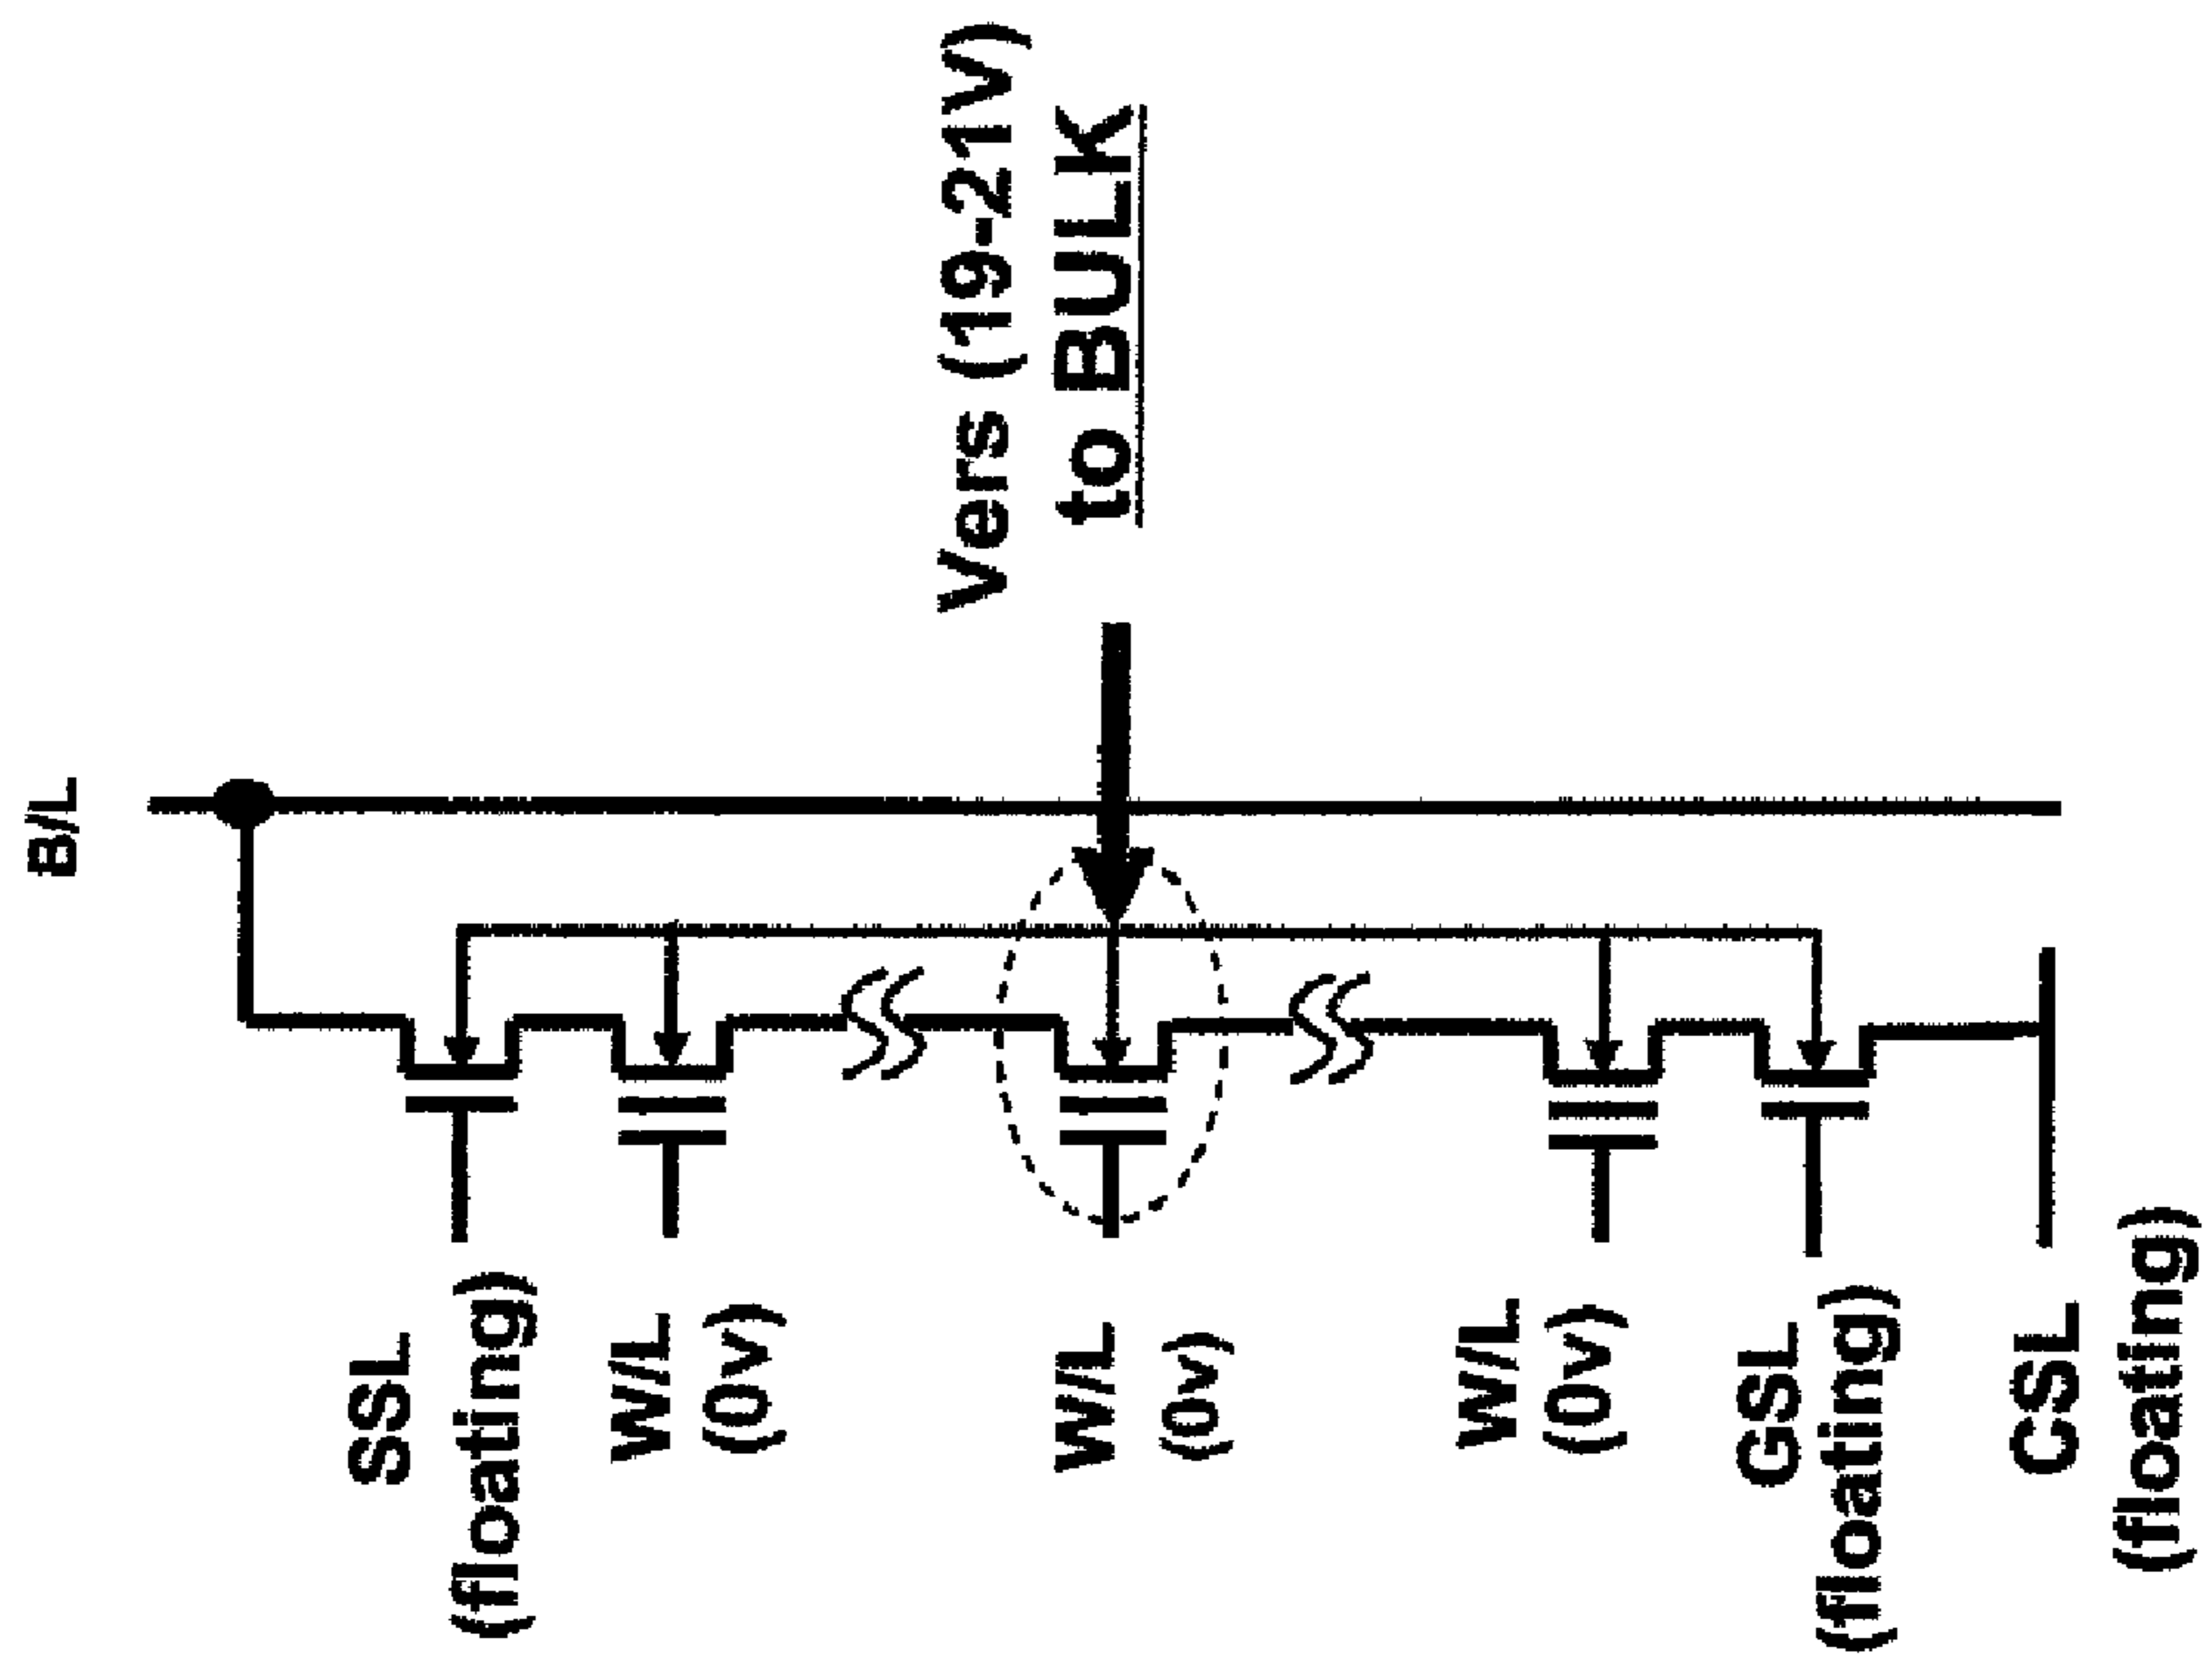 B/L
Vers (19-21V)
to BULK
SSL
(floating)
W/L
(0v)
W/L
(0v)
W/L
(0v)
GSL
(floating)
CSL
(floating)